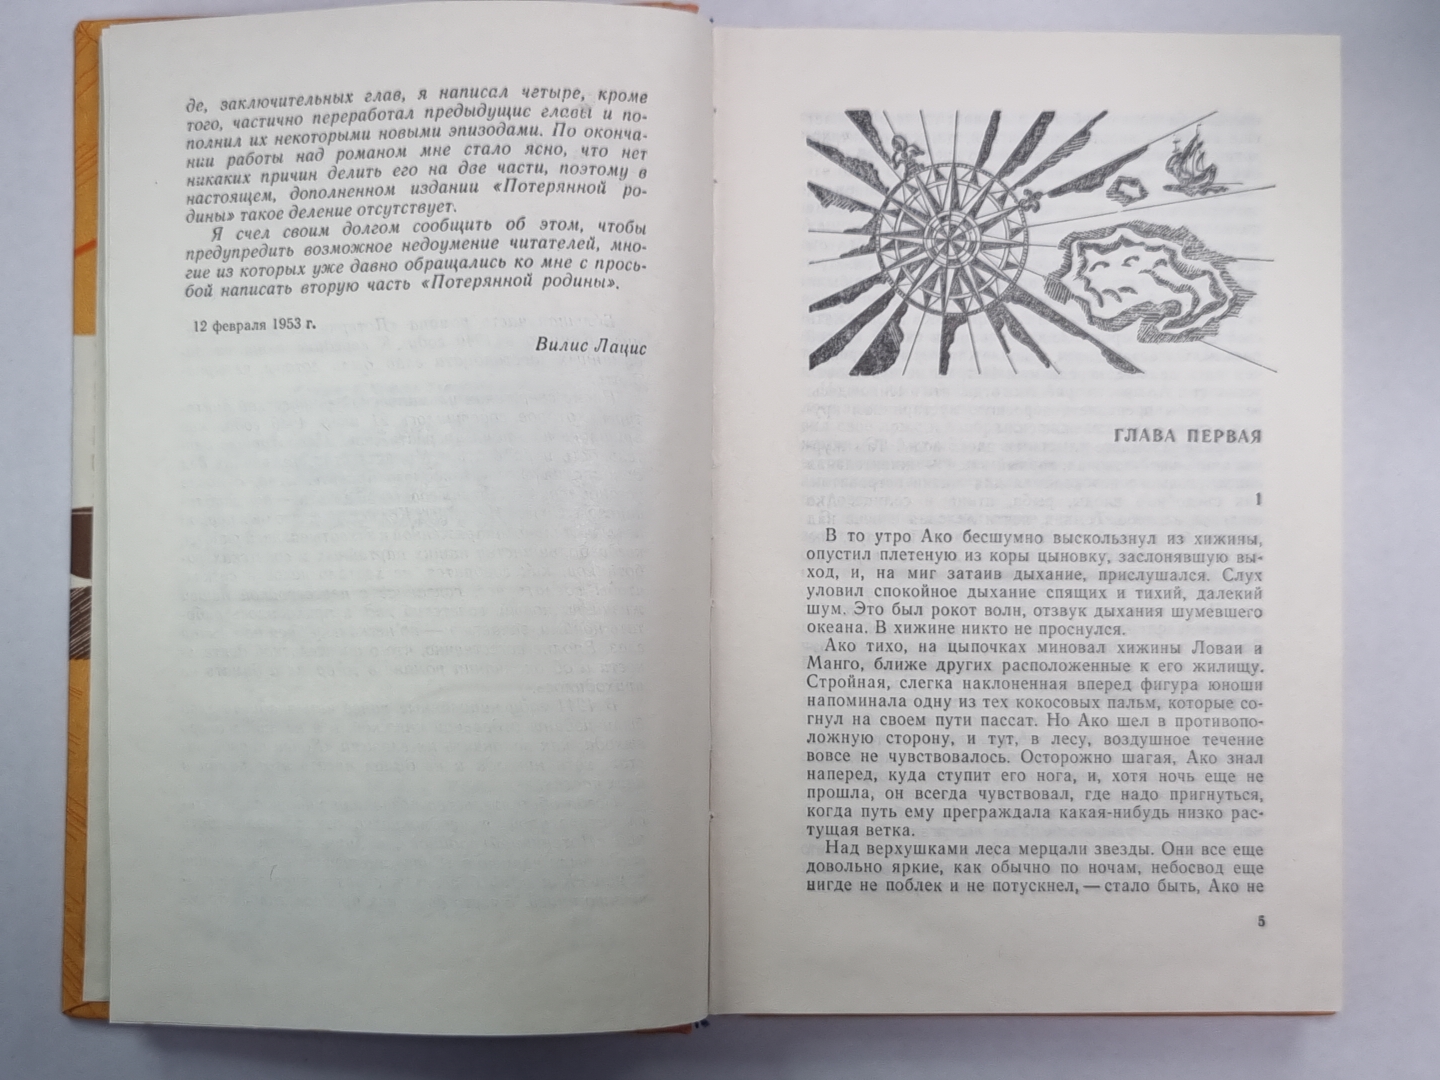 де, заключительных глав, я написал четыре, кроме
того, частично переработал предыдущие главы и по-
полнил их некоторыми новыми эпизодами. По оконча-
нии работы над романом мне стало ясно, что нет
никаких причин делить его на две части, поэтому в
настоящем, дополненном издании «Потерянной ро-
дины» такое деление отсутствует.
Я счел своим долгом сообщить об этом, чтобы
предупредить возможное недоумение читателей, мно-
гие из которых уже давно обращались ко мне с прось-
бой написать вторую часть «Потерянной родины».
12 февраля 1953 г.
Вилис Лацис
ГЛАВА ПЕРВАЯ
1
В то утро Ако бесшумно выскользнул из хижины,
опустил плетеную из коры цыновку, заслонявшую вы-
ход, и, на миг затаив дыхание, прислушался. Слух
уловил спокойное дыхание спящих и тихий, далекий
шум. Это был рокот волн, отзвук дыхания шумевшего
океана. В хижине никто не проснулся.
Ако тихо, на цыпочках миновал хижины Ловаи и
Манго, ближе других расположенные к его жилищу.
Стройная, слегка наклоненная вперед фигура юноши
напоминала одну из тех кокосовых пальм, которые со-
гнул на своем пути пассат. Но Ако шел в противопо-
ложную сторону, и тут, в лесу, воздушное течение
вовсе не чувствовалось. Осторожно шагая, Ако знал
наперед, куда ступит его нога, и, хотя ночь еще не
прошла, он всегда чувствовал, где надо пригнуться,
когда путь ему преграждала какая-нибудь низко рас-
тущая ветка.
Над верхушками леса мерцали звезды. Они все еще
довольно яркие, как обычно по ночам, небосвод еще
нигде не поблек и не потускнел, — стало быть, Ако не
5